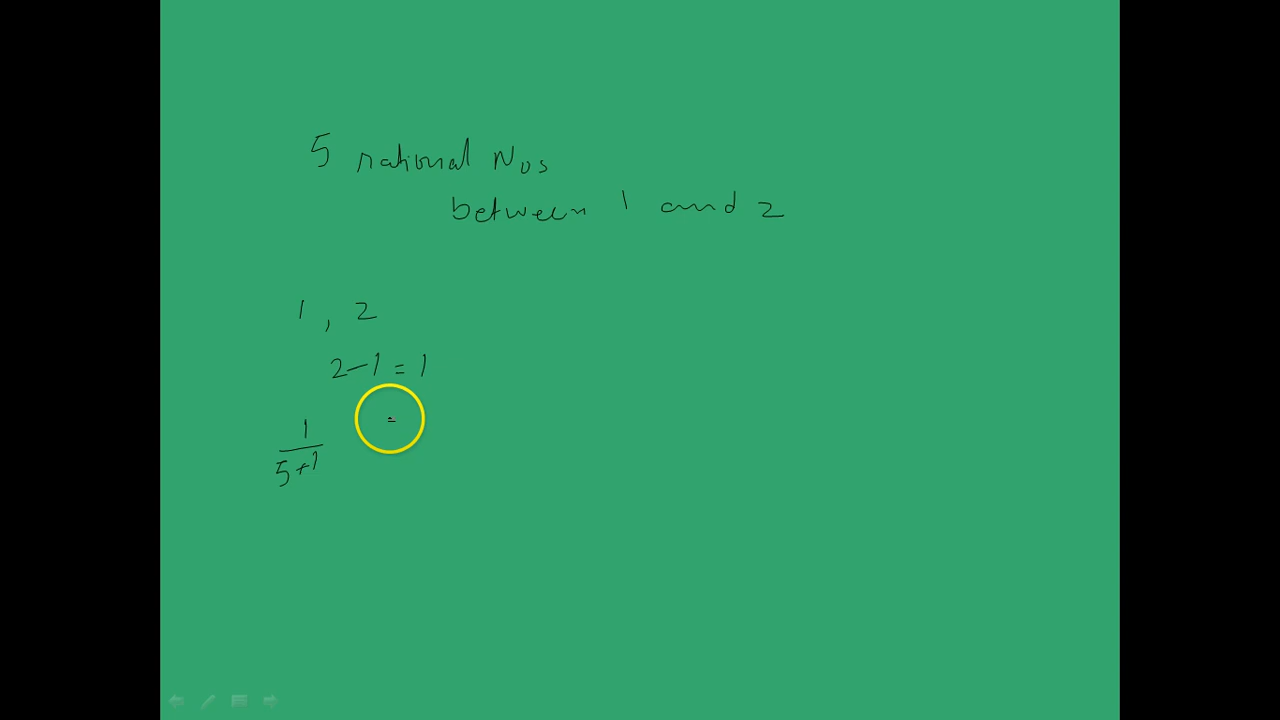 5 rational Nos
between 1 and 2
1 , 2
2-1 = 1
=
1
5+1